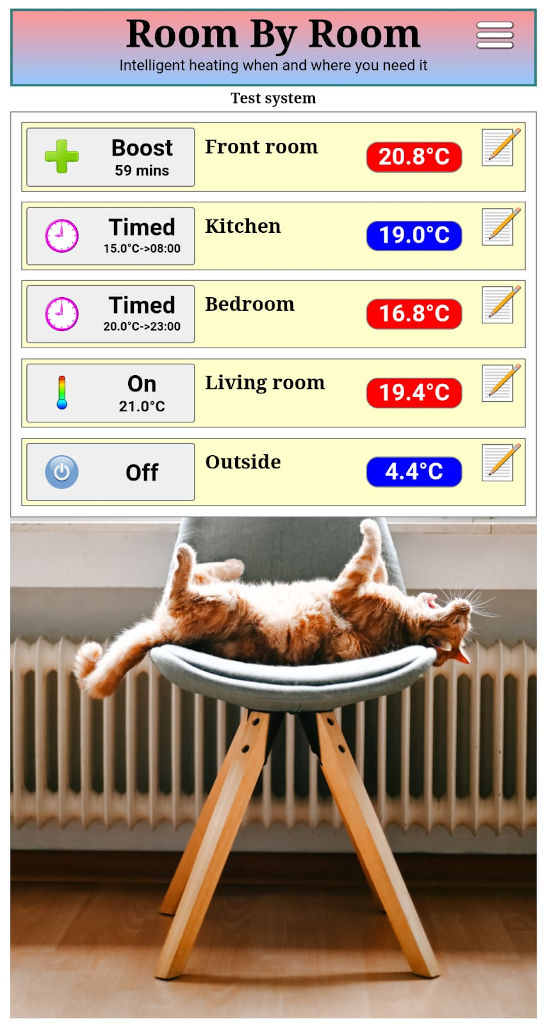 Room By Room
Intelligent heating when and where you need it
Test system
Boost
59 mins
Front room
20.8°C
Timed
15.0°C->08:00
Kitchen
19.0°C
Timed
20.0°C->23:00
Bedroom
16.8°C
On
21.0°C
Living room
19.4°C
Off
Outside
4.4°C